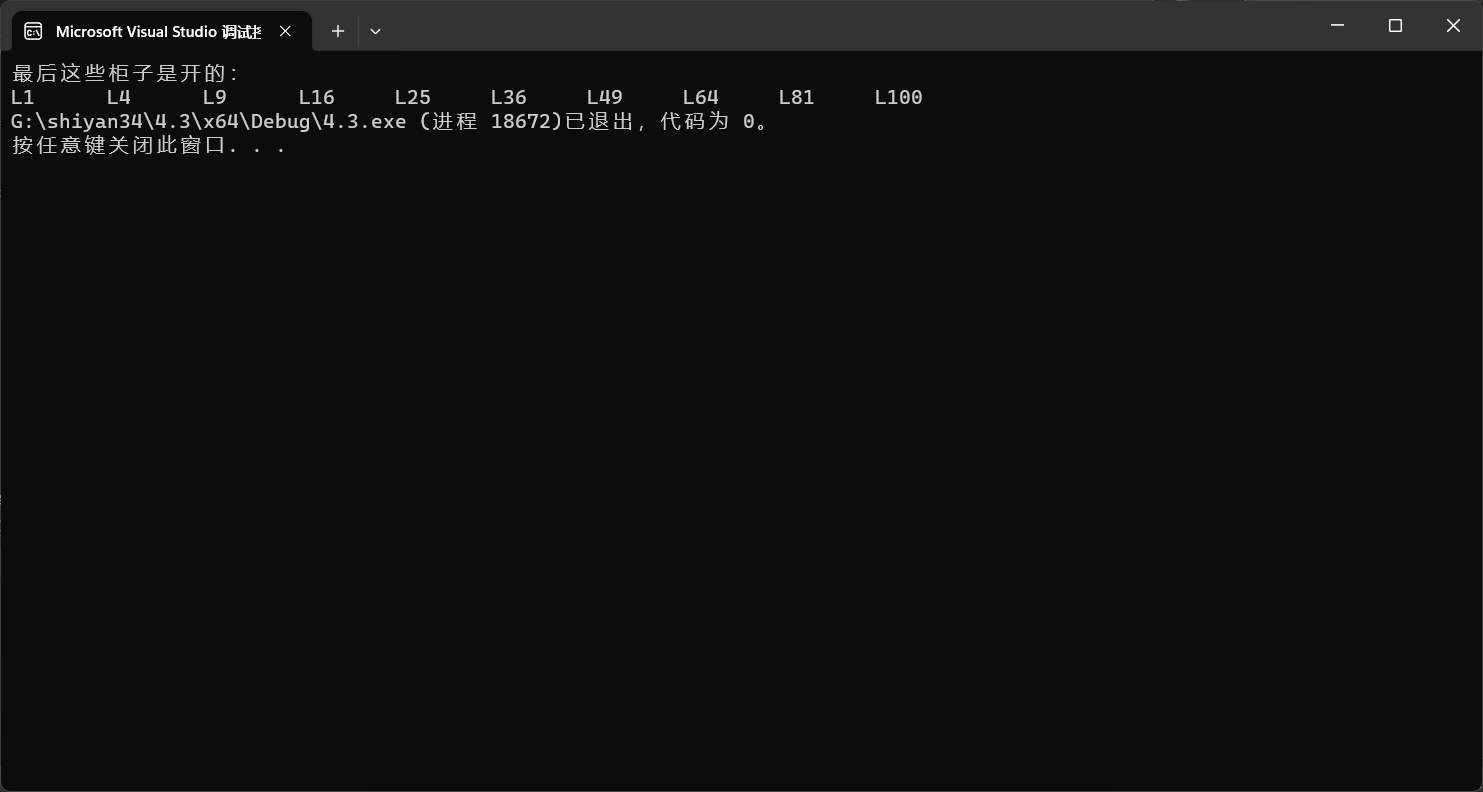 Microsoft Visual Studio 调试
最后这些柜子是开的：
L1 L4 L9 L16 L25 L36 L49 L64 L81 L100
G:\shiyan34\4.3\x64\Debug\4.3.exe (进程 18672)已退出，代码为 0。
按任意键关闭此窗口. . .